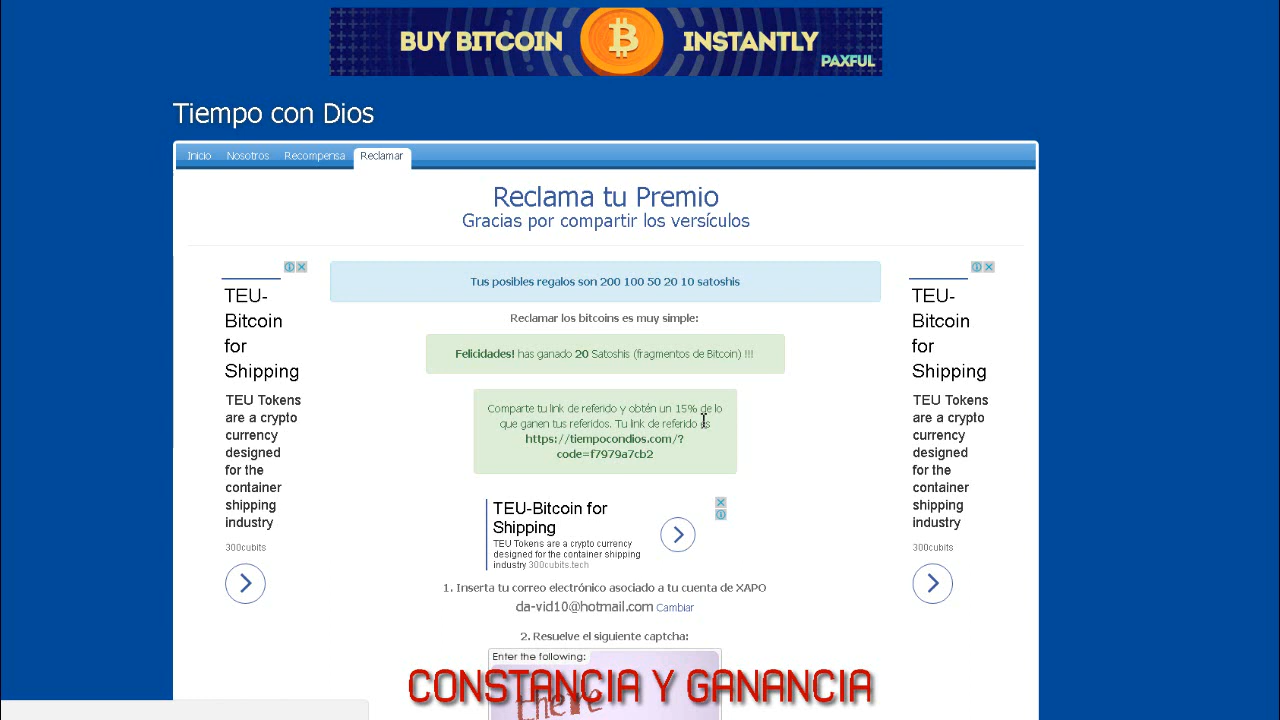 BUY BITCOIN B INSTANTLY
PAXFUL
Tiempo con Dios
Inicio Nosotros Recompensa Reclamar
Reclama tu Premio
Gracias por compartir los versículos
Tus posibles regalos son 200 100 50 20 10 satoshis
Reclamar los bitcoins es muy simple:
Felicidades! has ganado 20 Satoshis (fragmentos de Bitcoin) !!!
Comparte tu link de referido y obtén un 15% de lo
que ganen tus referidos. Tu link de referido es
https://tiempocondios.com/?
code=f7979a7cb2
TEU-
Bitcoin
for
Shipping
TEU Tokens
are a crypto
currency
designed
for the
container
shipping
industry
300cubits
TEU-Bitcoin for
Shipping
TEU Tokens are a crypto currency
designed for the container shipping
industry 300cubits.tech
TEU-
Bitcoin
for
Shipping
TEU Tokens
are a crypto
currency
designed
for the
container
shipping
industry
300cubits
1. Inserta tu correo electrónico asociado a tu cuenta de XAPO
da-vid10@hotmail.com Cambiar
2. Resuelve el siguiente captcha:
Enter the following:
there
CONSTANCIA Y GANANCIA